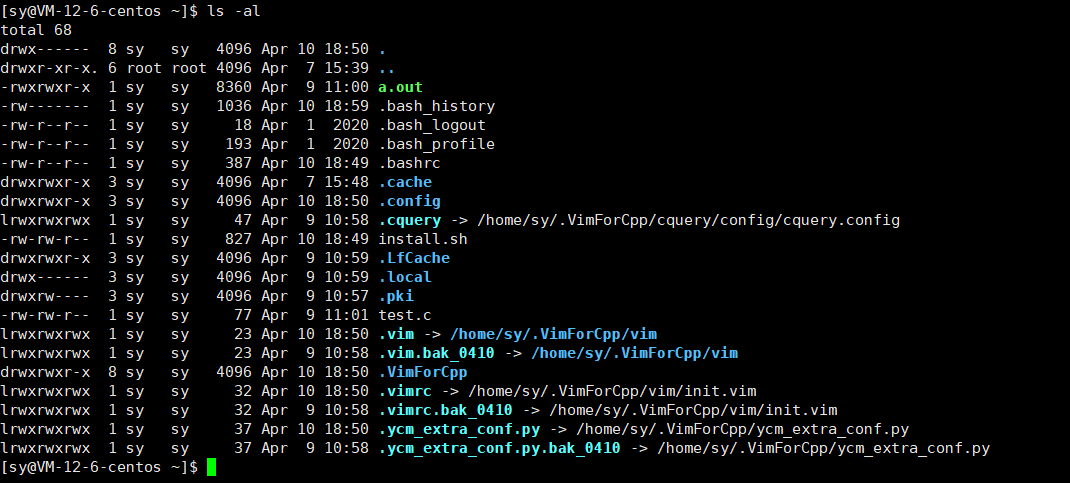 [sy@VM-12-6-centos ~]$ ls -al
total 68
drwx------  8 sy   sy   4096 Apr 10 18:50 .
drwxr-xr-x. 6 root root 4096 Apr  7 15:39 ..
-rwxrwxr-x  1 sy   sy   8360 Apr  9 11:00 a.out
-rw-------  1 sy   sy   1036 Apr 10 18:59 .bash_history
-rw-r--r--  1 sy   sy     18 Apr  1  2020 .bash_logout
-rw-r--r--  1 sy   sy    193 Apr  1  2020 .bash_profile
-rw-r--r--  1 sy   sy    387 Apr 10 18:49 .bashrc
drwxrwxr-x  3 sy   sy   4096 Apr  7 15:48 .cache
drwxrwxr-x  3 sy   sy   4096 Apr 10 18:50 .config
lrwxrwxrwx  1 sy   sy     47 Apr  9 10:58 .cquery -> /home/sy/.VimForCpp/cquery/config/cquery.config
-rw-rw-r--  1 sy   sy    827 Apr 10 18:49 install.sh
drwxrwxr-x  3 sy   sy   4096 Apr  9 10:59 .LfCache
drwx------  3 sy   sy   4096 Apr  9 10:59 .local
drwxrw----  3 sy   sy   4096 Apr  9 10:57 .pki
-rw-rw-r--  1 sy   sy     77 Apr  9 11:01 test.c
lrwxrwxrwx  1 sy   sy     23 Apr 10 18:50 .vim -> /home/sy/.VimForCpp/vim
lrwxrwxrwx  1 sy   sy     23 Apr  9 10:58 .vim.bak_0410 -> /home/sy/.VimForCpp/vim
drwxrwxr-x  8 sy   sy   4096 Apr 10 18:50 .VimForCpp
lrwxrwxrwx  1 sy   sy     32 Apr 10 18:50 .vimrc -> /home/sy/.VimForCpp/vim/init.vim
lrwxrwxrwx  1 sy   sy     32 Apr  9 10:58 .vimrc.bak_0410 -> /home/sy/.VimForCpp/vim/init.vim
lrwxrwxrwx  1 sy   sy     37 Apr 10 18:50 .ycm_extra_conf.py -> /home/sy/.VimForCpp/ycm_extra_conf.py
lrwxrwxrwx  1 sy   sy     37 Apr  9 10:58 .ycm_extra_conf.py.bak_0410 -> /home/sy/.VimForCpp/ycm_extra_conf.py
[sy@VM-12-6-centos ~]$